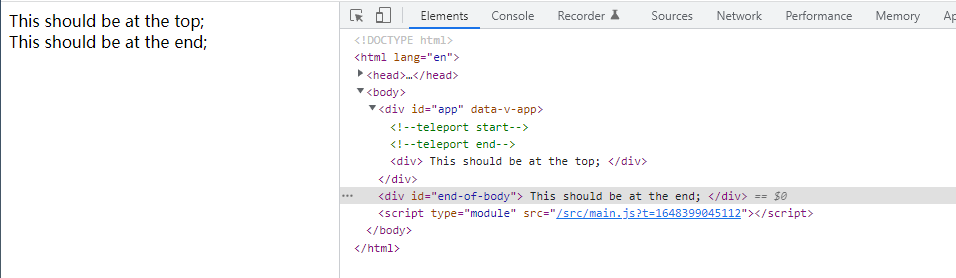 This should be at the top;
This should be at the end;
Elements Console Recorder Sources Network Performance Memory
<!DOCTYPE html>
<html lang="en">
<head>…</head>
<body>
<div id="app" data-v-app>
<!--teleport start-->
<!--teleport end-->
<div> This should be at the top; </div>
</div>
<div id="end-of-body"> This should be at the end; </div> == $0
<script type="module" src="/src/main.js?t=1648399045112"></script>
</body>
</html>